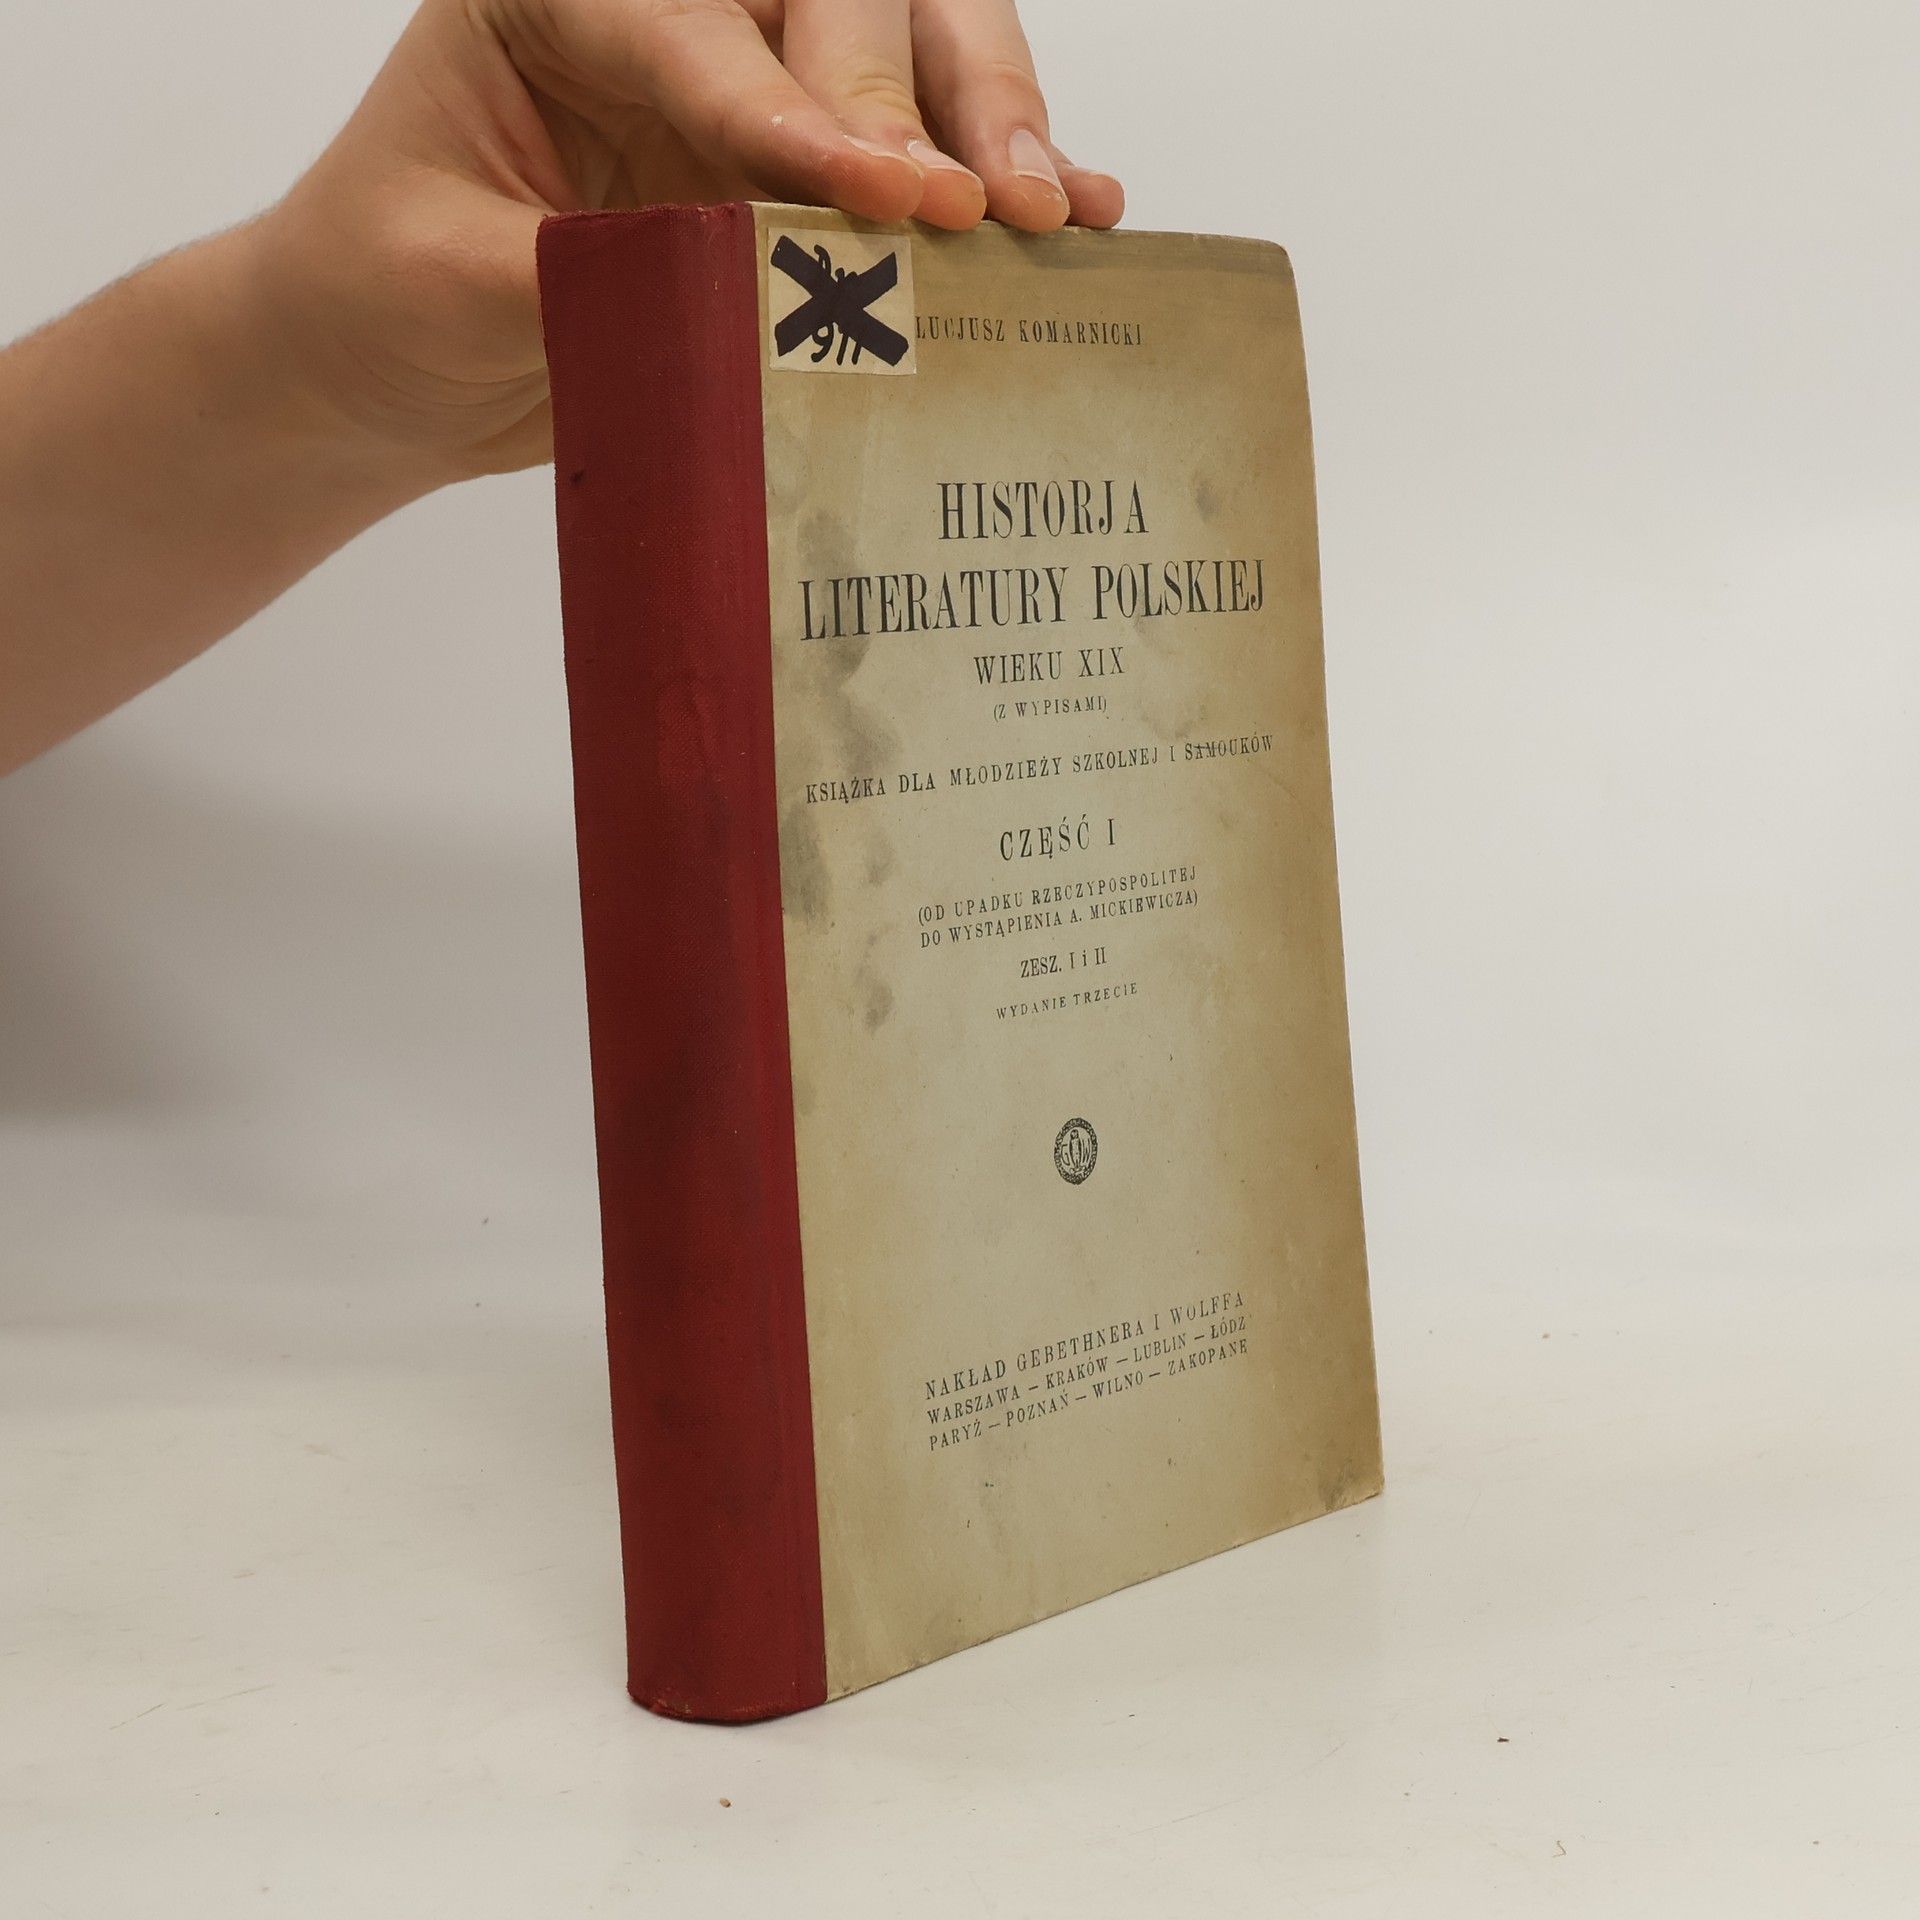 911
LUCJUSZ KOMARNICKI
HISTORJA
LITERATURY POLSKIEJ
WIEKU XIX
(Z WYPISAMI)
KSIĄŻKA DLA MŁODZIEŻY SZKOLNEJ I SAMOUKÓW
CZĘŚĆ I
(OD UPADKU RZECZYPOSPOLITEJ
DO WYSTĄPIENIA A. MICKIEWICZA)
ZESZ. I i II
WYDANIE TRZECIE
G W
NAKŁAD GEBETHNERA I WOLFFA
WARSZAWA — KRAKÓW — LUBLIN — ŁÓDŹ
PARYŻ — POZNAŃ — WILNO — ZAKOPANE